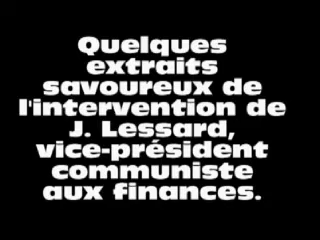 Quelques
extraits
savoureux de
l'intervention de
J. Lessard,
vice-président
communiste
aux finances.